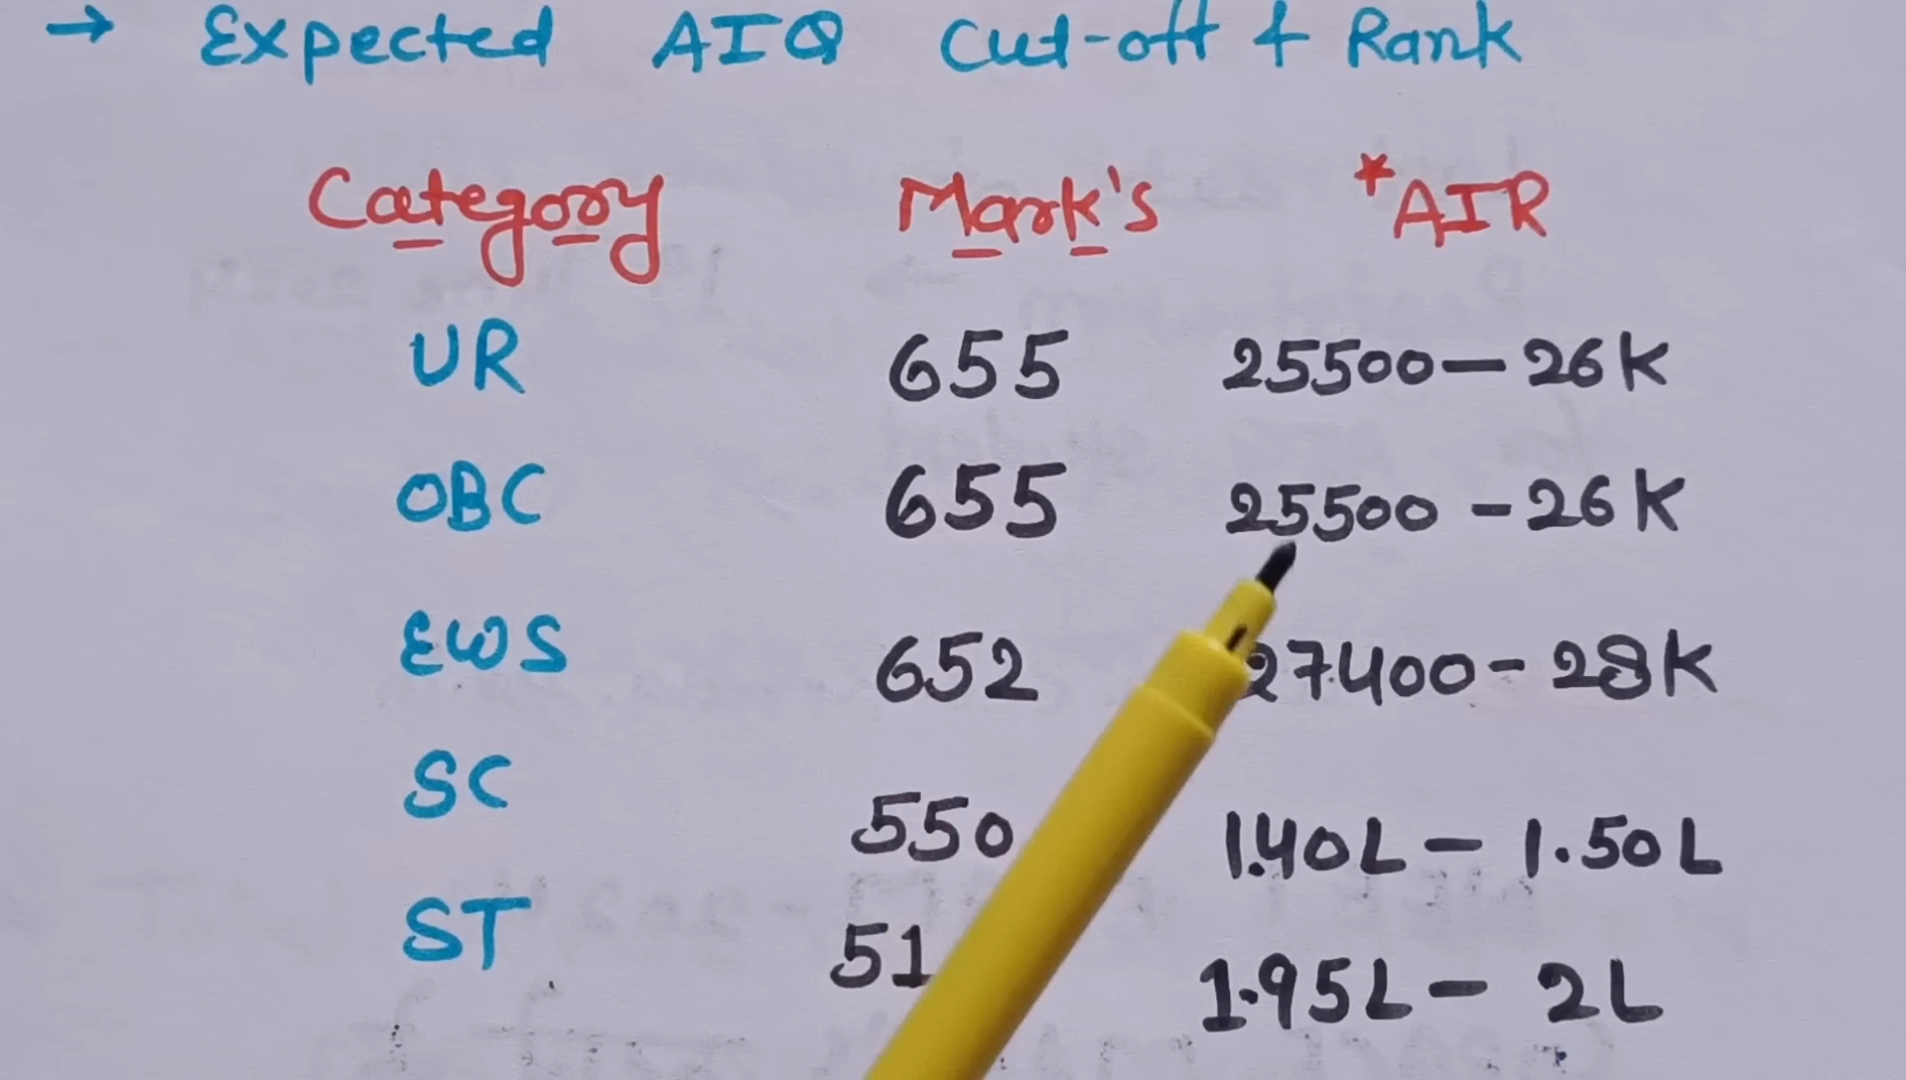 → Expected AIQ Cut-off & Rank
Category Mark's *AIR
UR 655 25500 - 26K
OBC 655 25500 - 26K
EWS 652 27400 - 28K
SC 550 1.40L - 1.50L
ST 1.95L - 2L